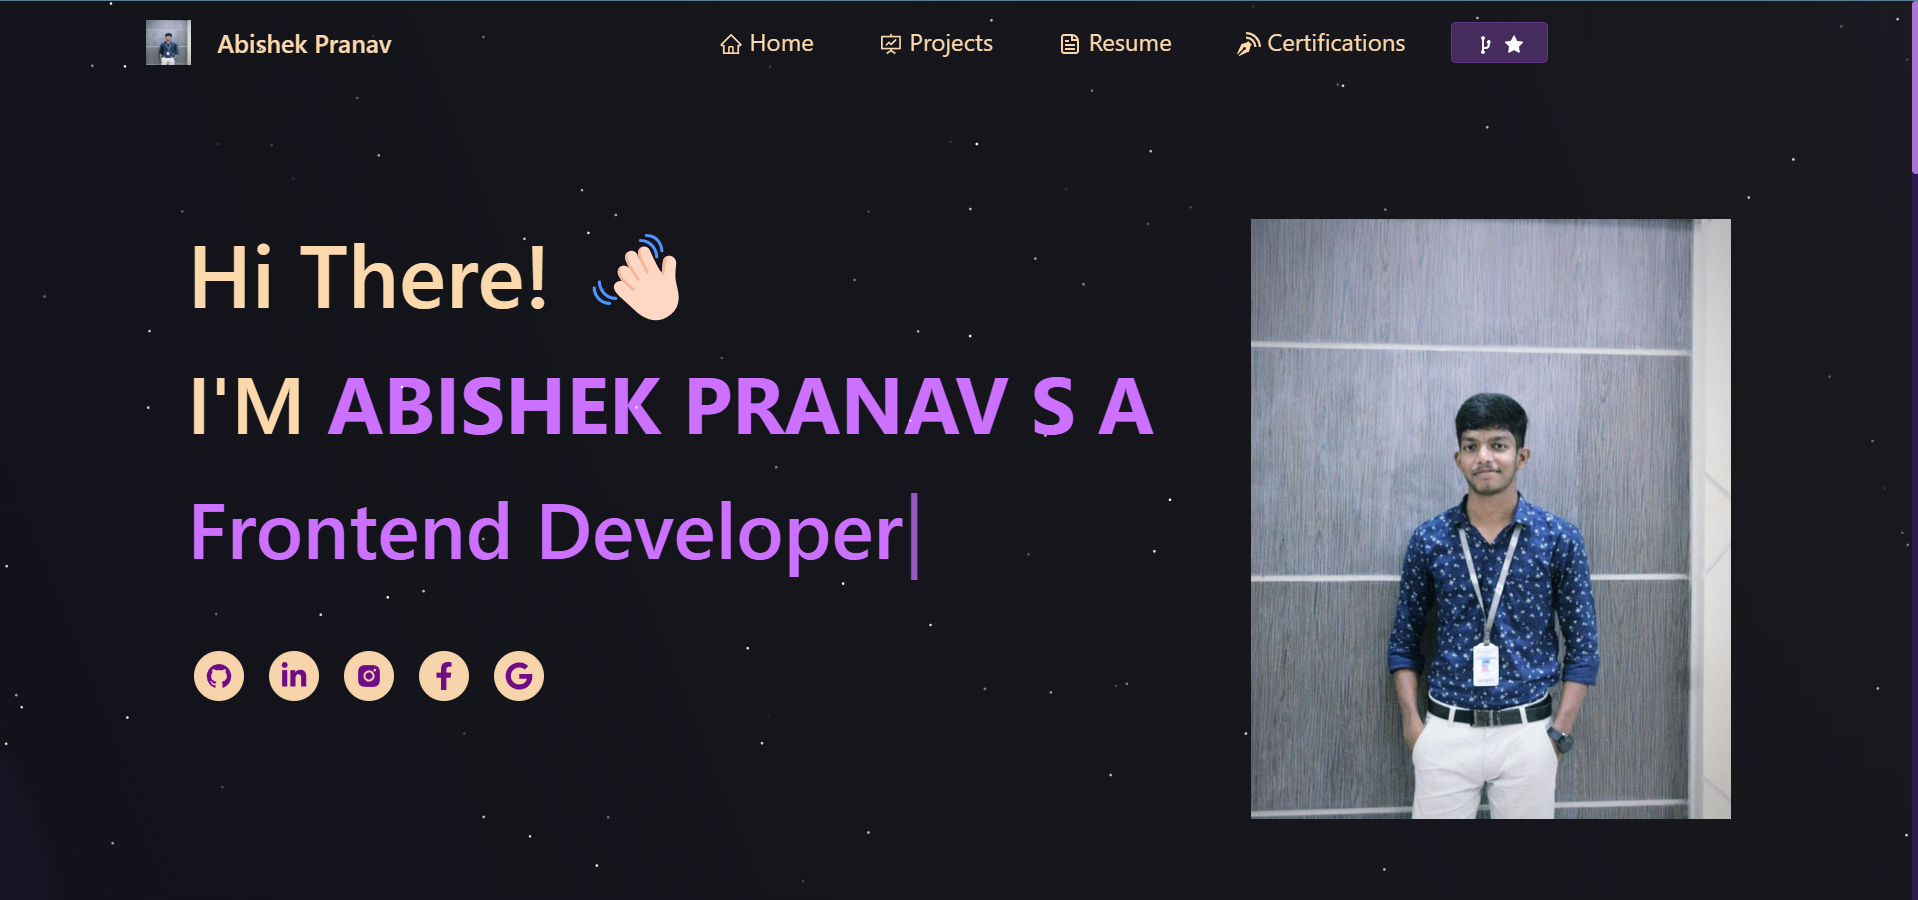 Abishek Pranav
Home
Projects
Resume
Certifications
Hi There!
I'M ABISHEK PRANAV S A
Frontend Developer